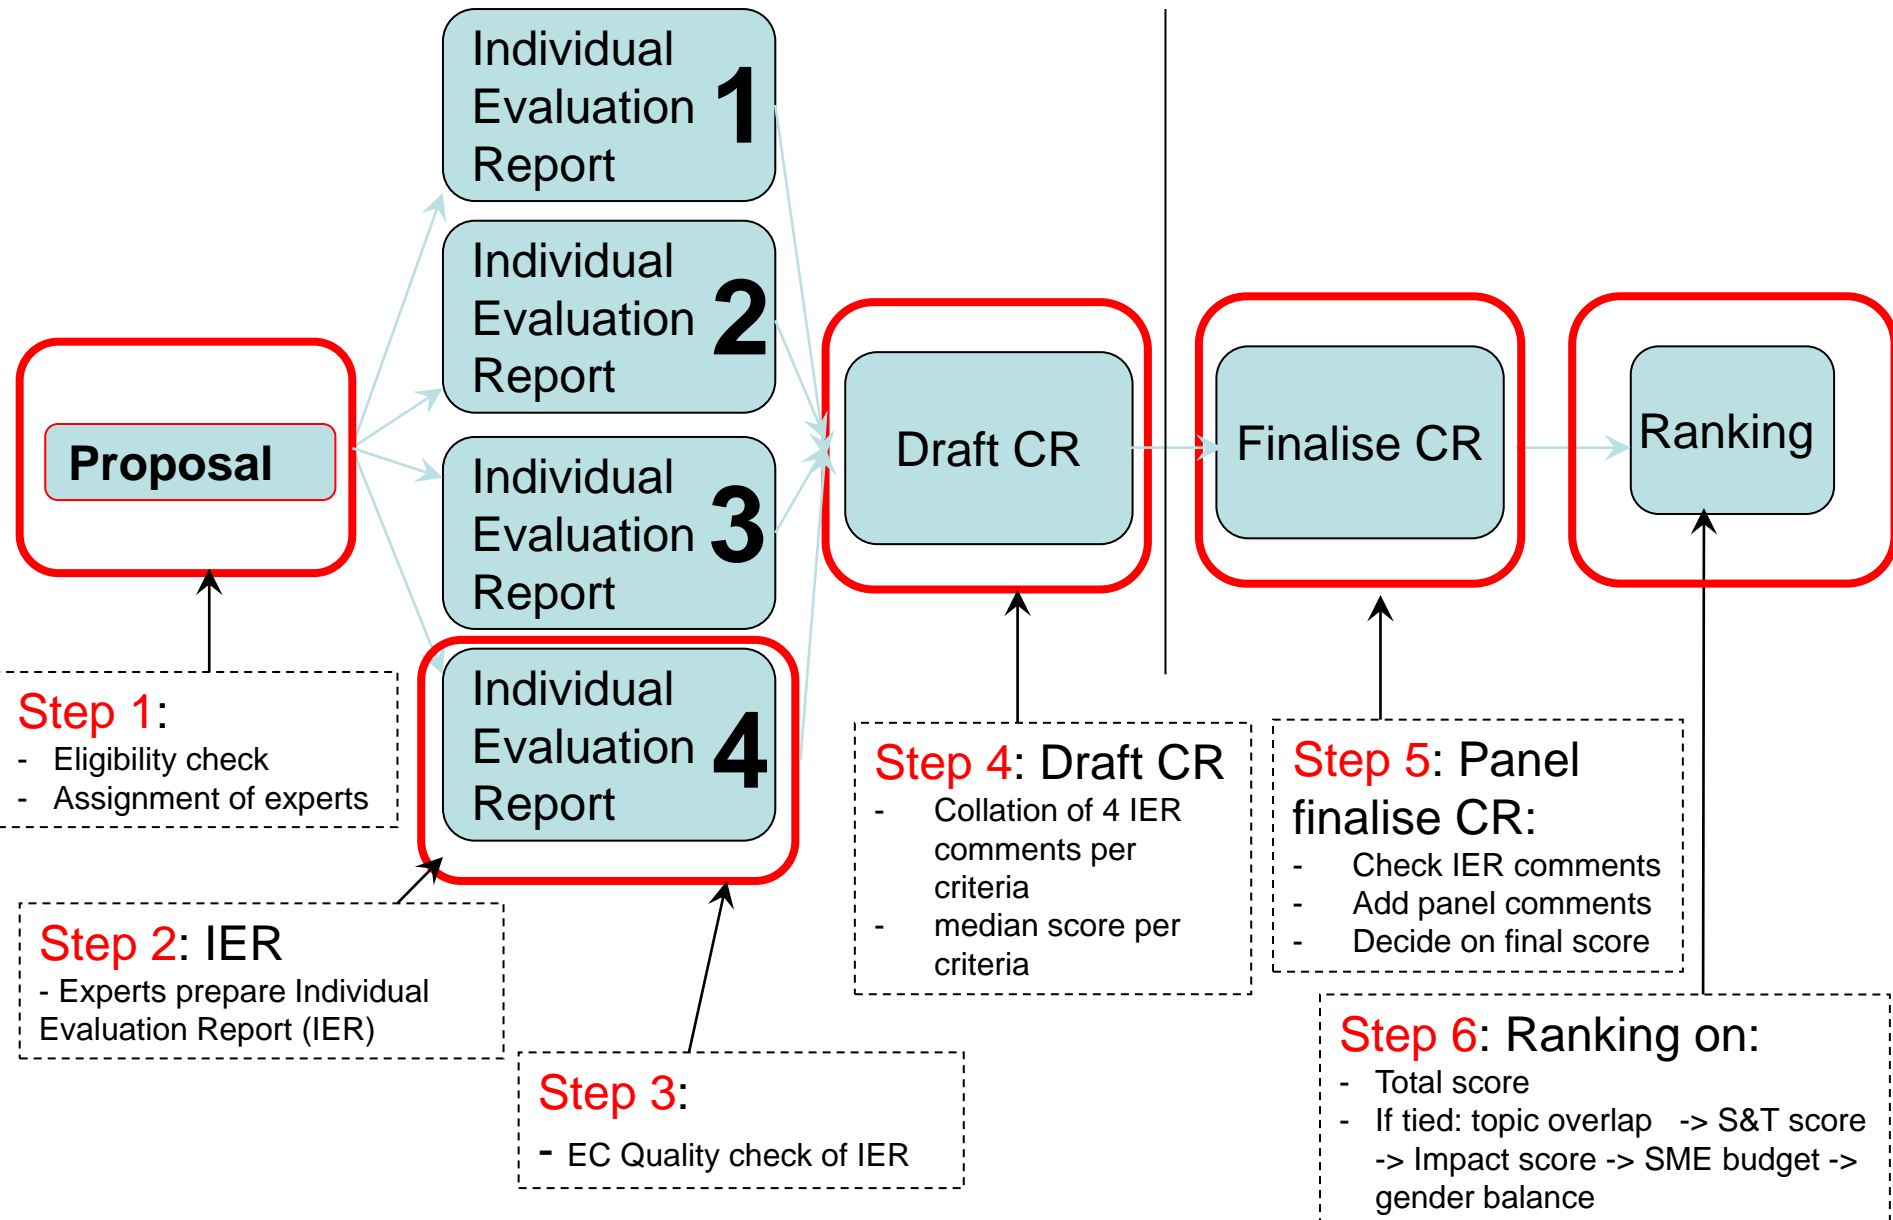 Individual
Evaluation
Report
1
Individual
Evaluation
Report
2
Individual
Evaluation
Report
3
Individual
Evaluation
Report
4
Proposal
Draft CR
Finalise CR
Ranking
Step 1:
- Eligibility check
- Assignment of experts
Step 2: IER
- Experts prepare Individual
Evaluation Report (IER)
Step 3:
- EC Quality check of IER
Step 4: Draft CR
- Collation of 4 IER
comments per
criteria
- median score per
criteria
Step 5: Panel
finalise CR:
- Check IER comments
- Add panel comments
- Decide on final score
Step 6: Ranking on:
- Total score
- If tied: topic overlap -> S&T score
-> Impact score -> SME budget ->
gender balance